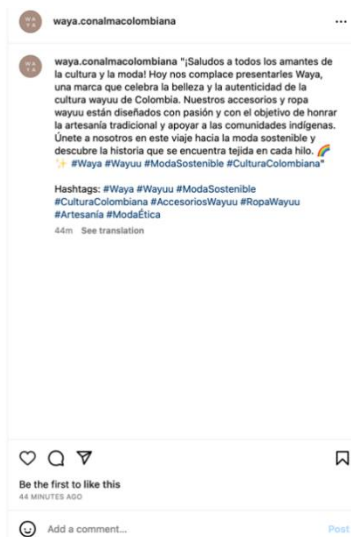 WA
YA
waya.conalmacolombiana
WA
YA
waya.conalmacolombiana "¡Saludos a todos los amantes de
la cultura y la moda! Hoy nos complace presentarles Waya,
una marca que celebra la belleza y la autenticidad de la
cultura wayuu de Colombia. Nuestros accesorios y ropa
wayuu están diseñados con pasión y con el objetivo de honrar
la artesanía tradicional y apoyar a las comunidades indígenas.
Únete a nosotros en este viaje hacia la moda sostenible y
descubre la historia que se encuentra tejida en cada hilo. 🌈
✨ #Waya #Wayuu #ModaSostenible #CulturaColombiana"
Hashtags: #Waya #Wayuu #ModaSostenible
#CulturaColombiana #AccesoriosWayuu #RopaWayuu
#Artesanía #ModaÉtica
44m See translation
Be the first to like this
44 MINUTES AGO
Add a comment... Post